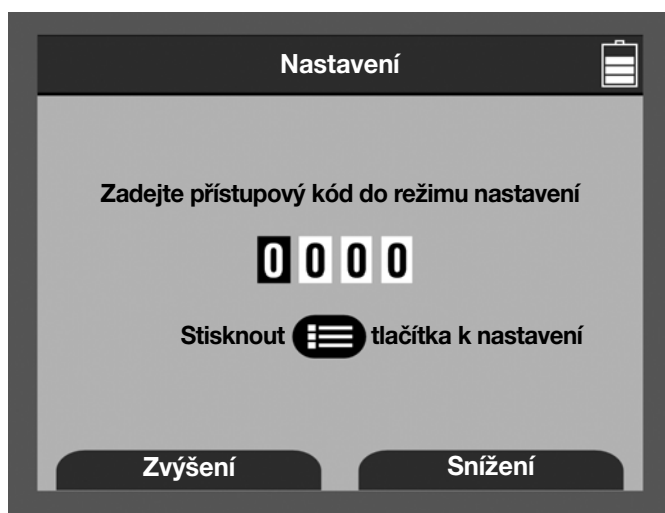 Nastavení
Zadejte přístupový kód do režimu nastavení
0 0 0 0
Stisknout tlačítka k nastavení
Zvýšení Snížení